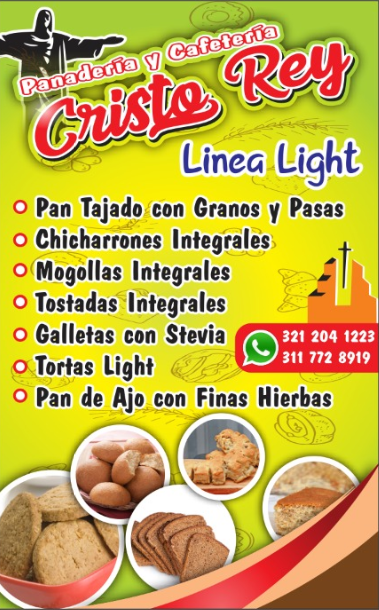 Panadería y Cafetería
Cristo Rey
Linea Light
Pan Tajado con Granos y Pasas
Chicharrones Integrales
Mogollas Integrales
Tostadas Integrales
Galletas con Stevia
Tortas Light
Pan de Ajo con Finas Hierbas
321 204 1223
311 772 8919